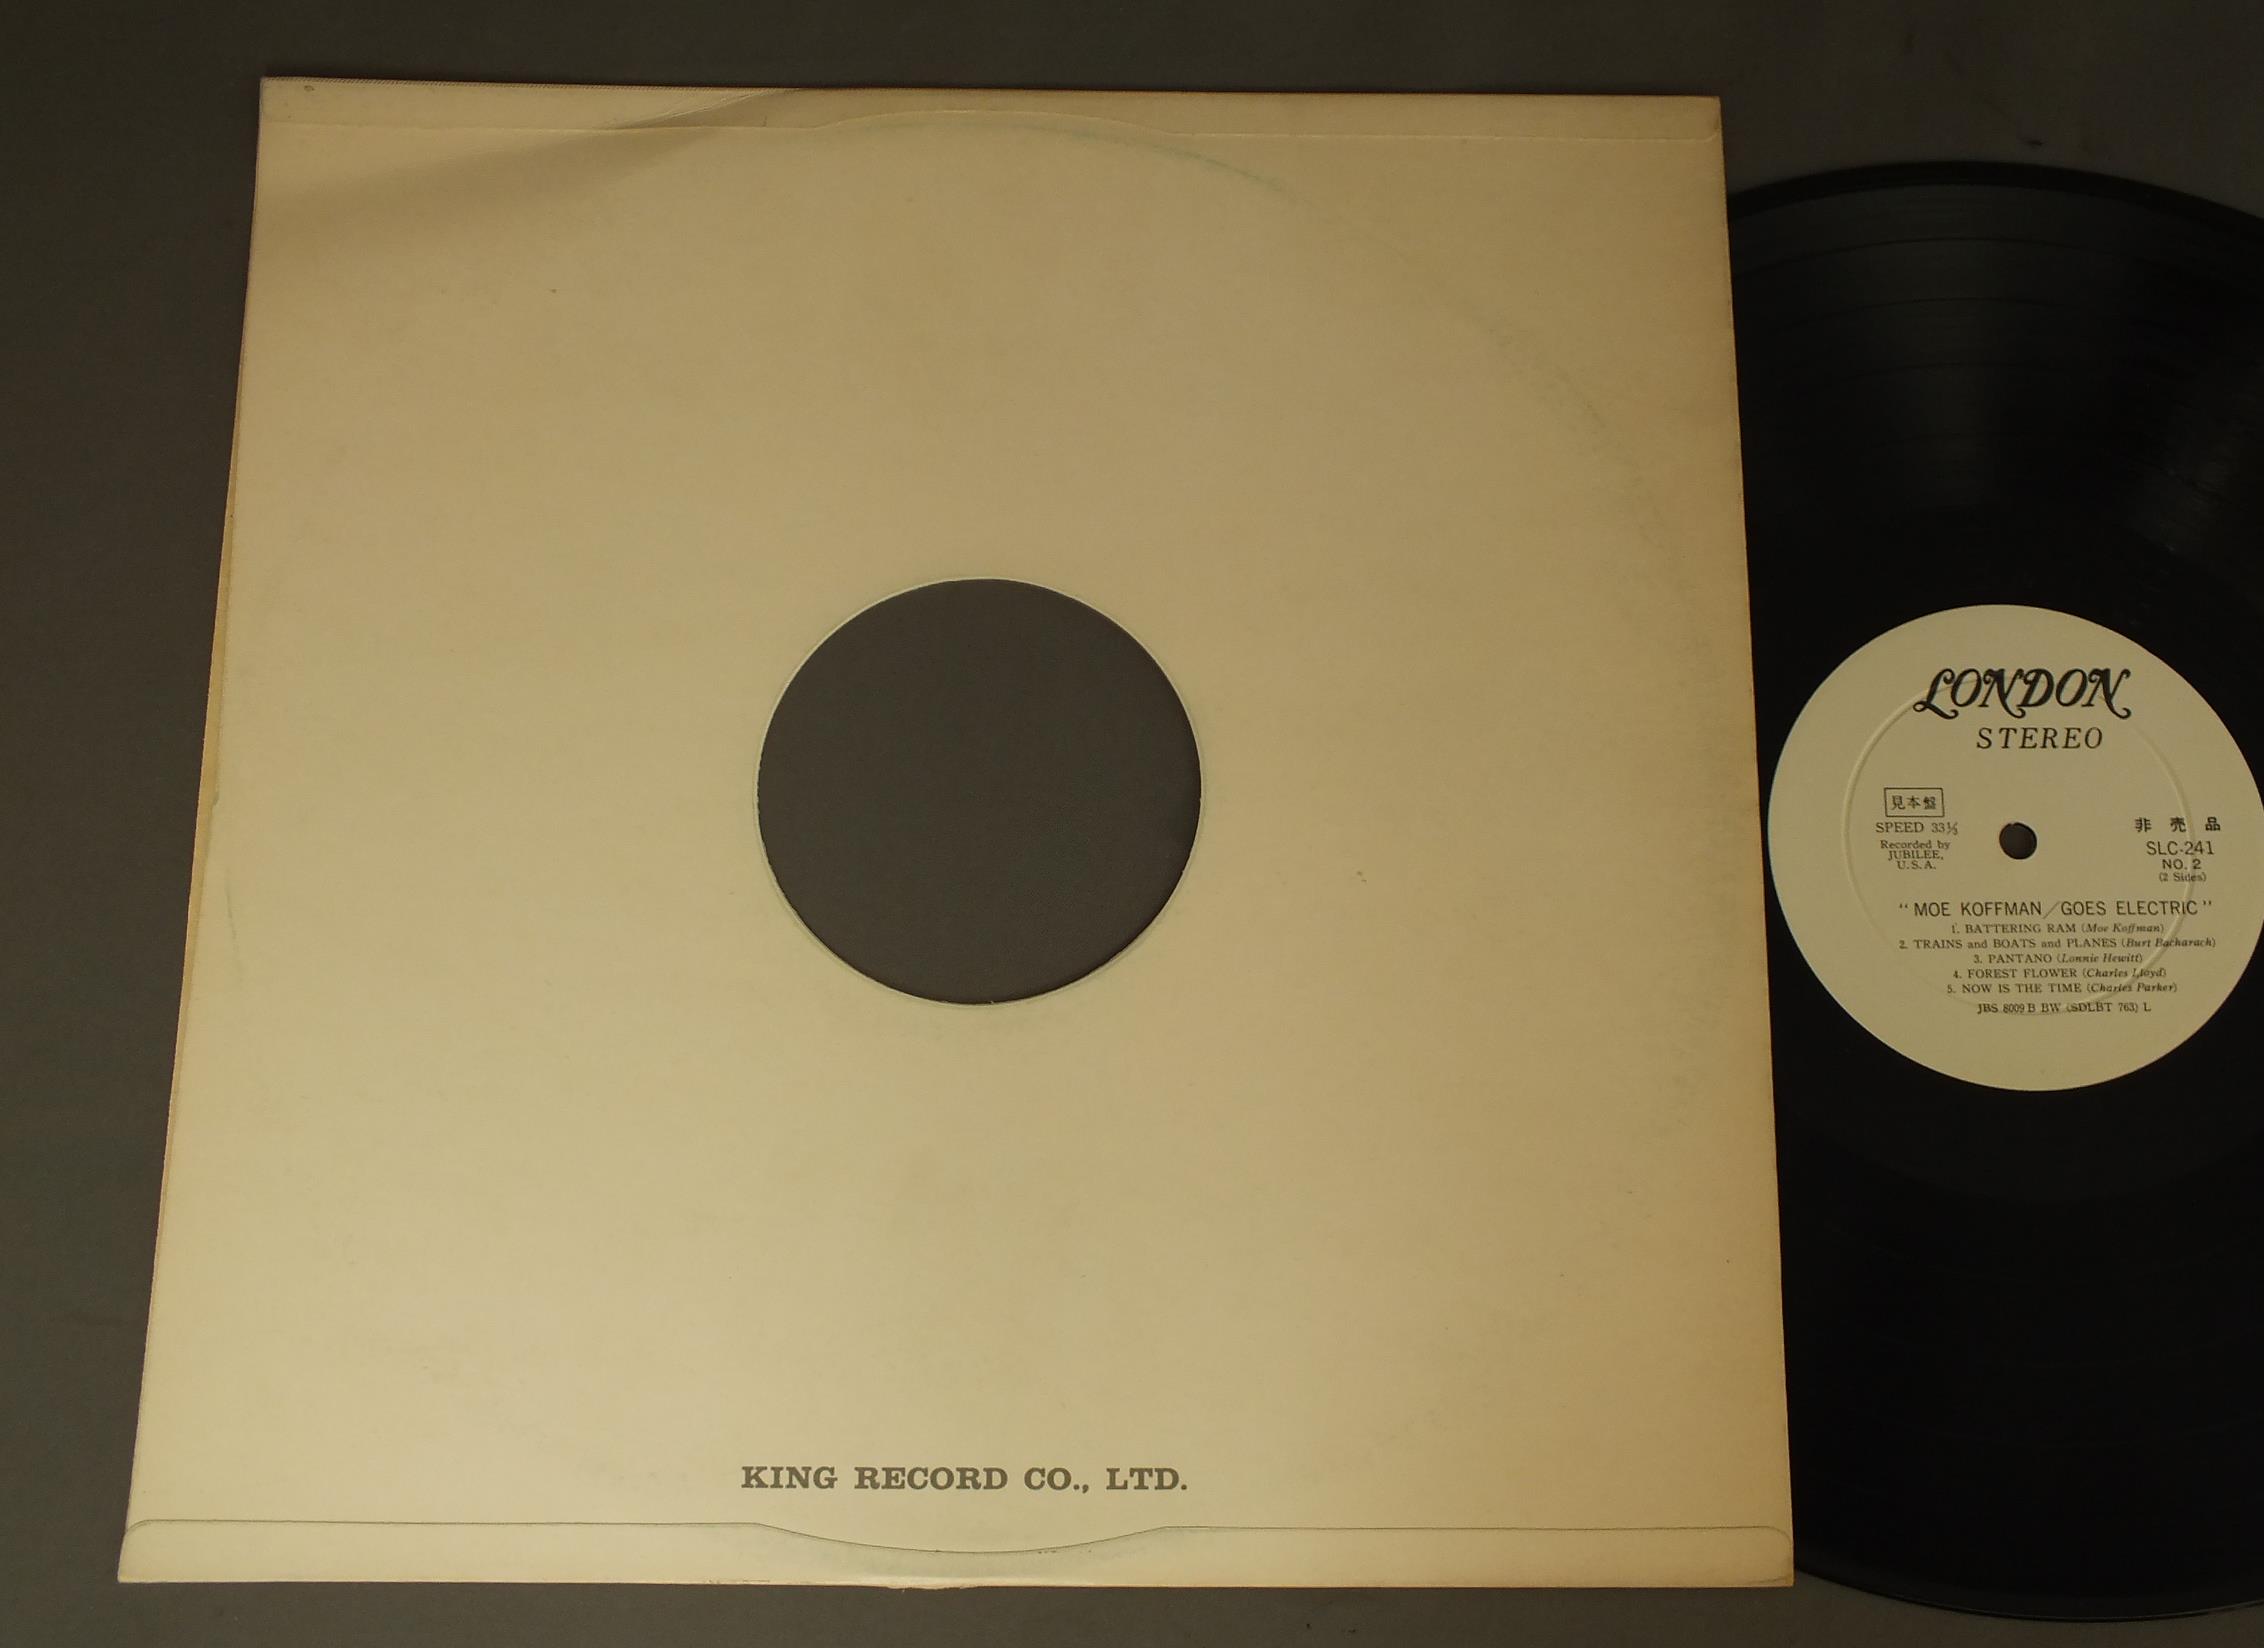 KING RECORD CO., LTD.
LONDON
STEREO
見本盤
SPEED 33⅓
Recorded by
JUBILEE,
U.S.A.
非売品
SLC-241
NO. 2
(2 Sides)
"MOE KOFFMAN/GOES ELECTRIC"
1. BATTERING RAM (Moe Koffman)
2. TRAINS and BOATS and PLANES (Burt Bacharach)
3. PANTANO (Lonnie Hewitt)
4. FOREST FLOWER (Charles Lloyd)
5. NOW IS THE TIME (Charles Parker)
JBS 8009 B BW (SDLBT 763) L